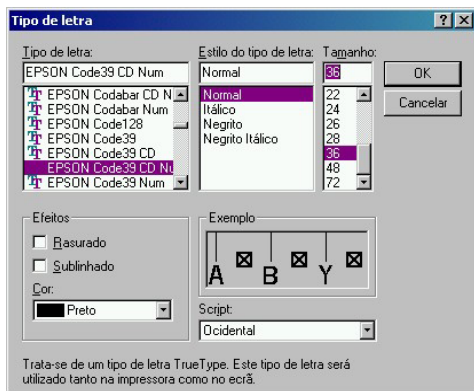 Tipo de letra
Tipo de letra:
EPSON Code39 CD Num
EPSON Codabar CD N
EPSON Codabar Num
EPSON Code128
EPSON Code39
EPSON Code39 CD
EPSON Code39 CD Nu
EPSON Code39 Num
Estilo do tipo de letra:
Normal
Normal
Itálico
Negrito
Negrito Itálico
Tamanho:
36
22
24
26
28
36
48
72
OK
Cancelar
Efeitos
Rasurado
Sublinhado
Cor:
Preto
Exemplo
A B Y
Script:
Ocidental
Trata-se de um tipo de letra TrueType. Este tipo de letra será
utilizado tanto na impressora como no ecrã.